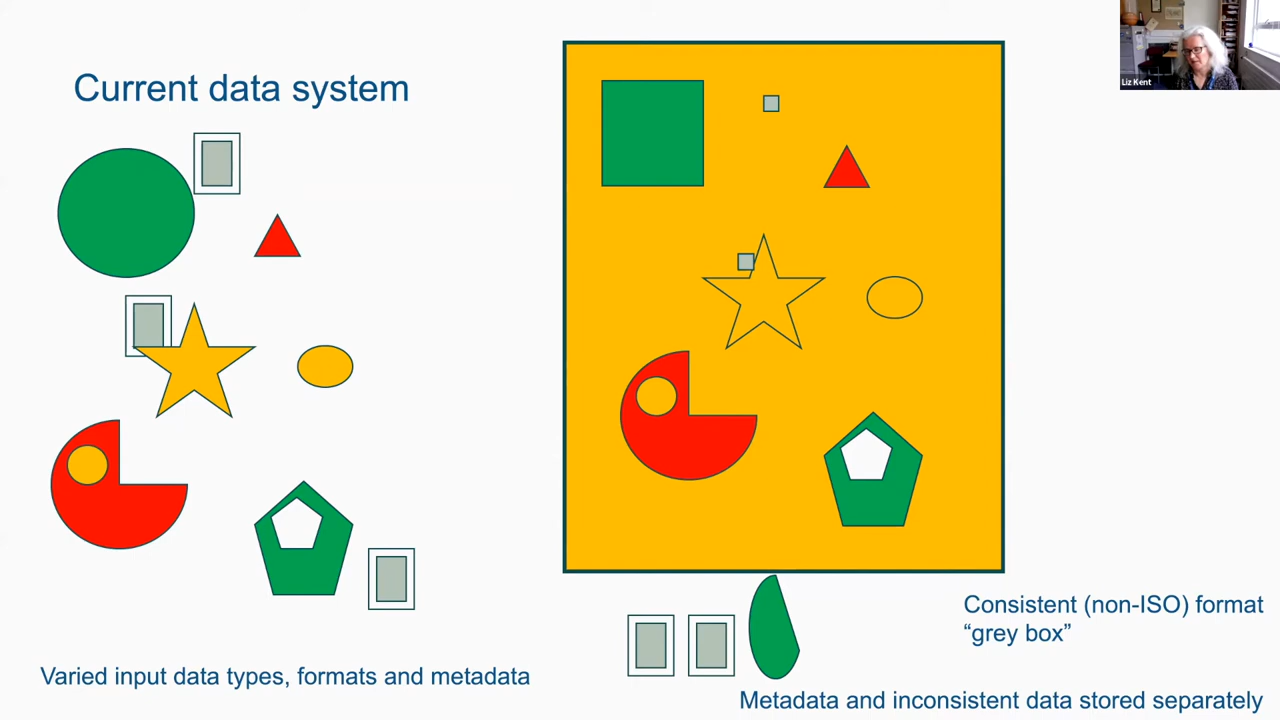 Current data system
Liz Kent
Consistent (non-ISO) format
“grey box”
Varied input data types, formats and metadata
Metadata and inconsistent data stored separately